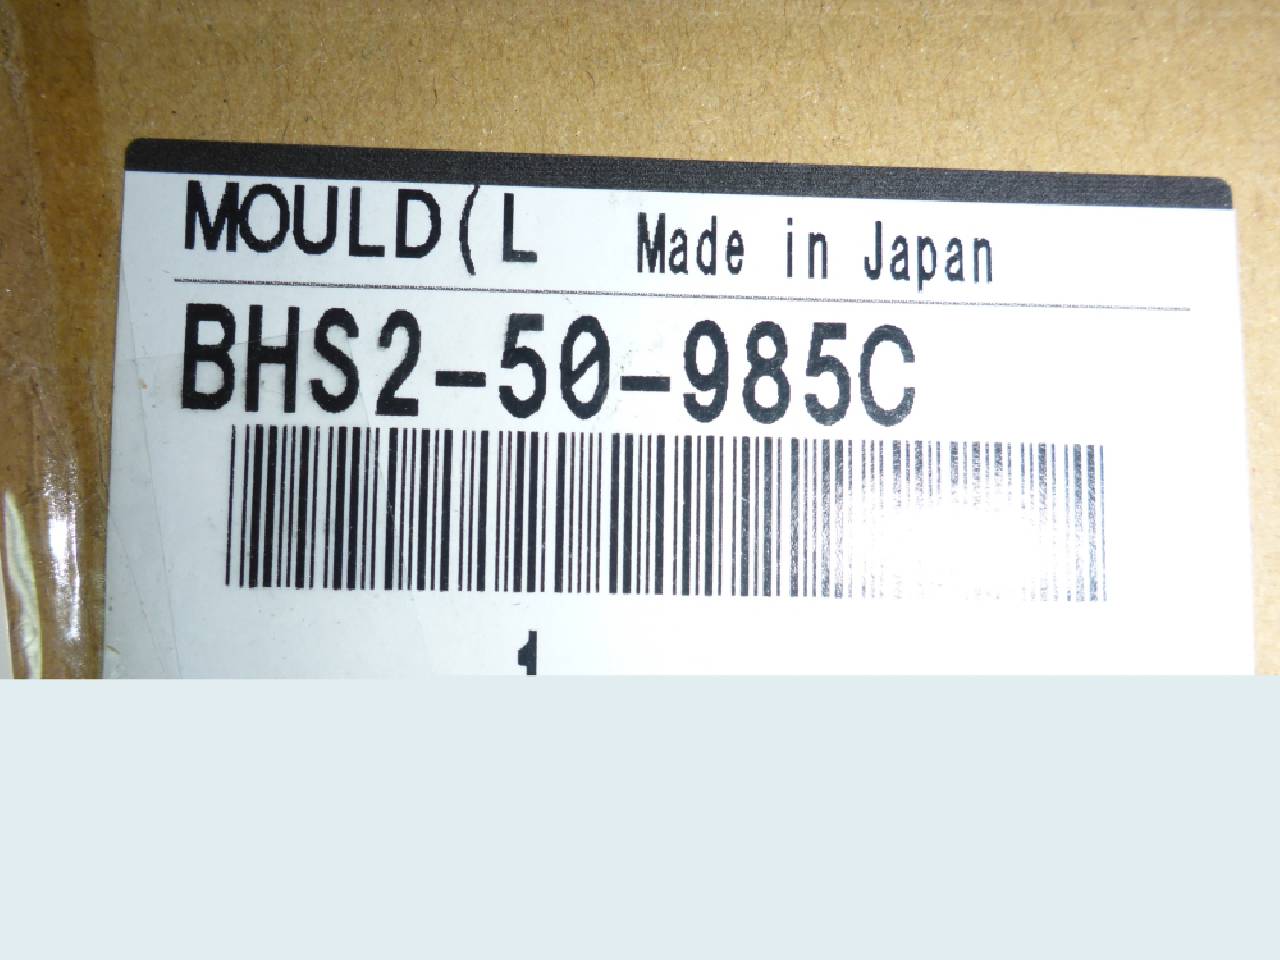 MOULD(L Made in Japan
BHS2-50-985C
1